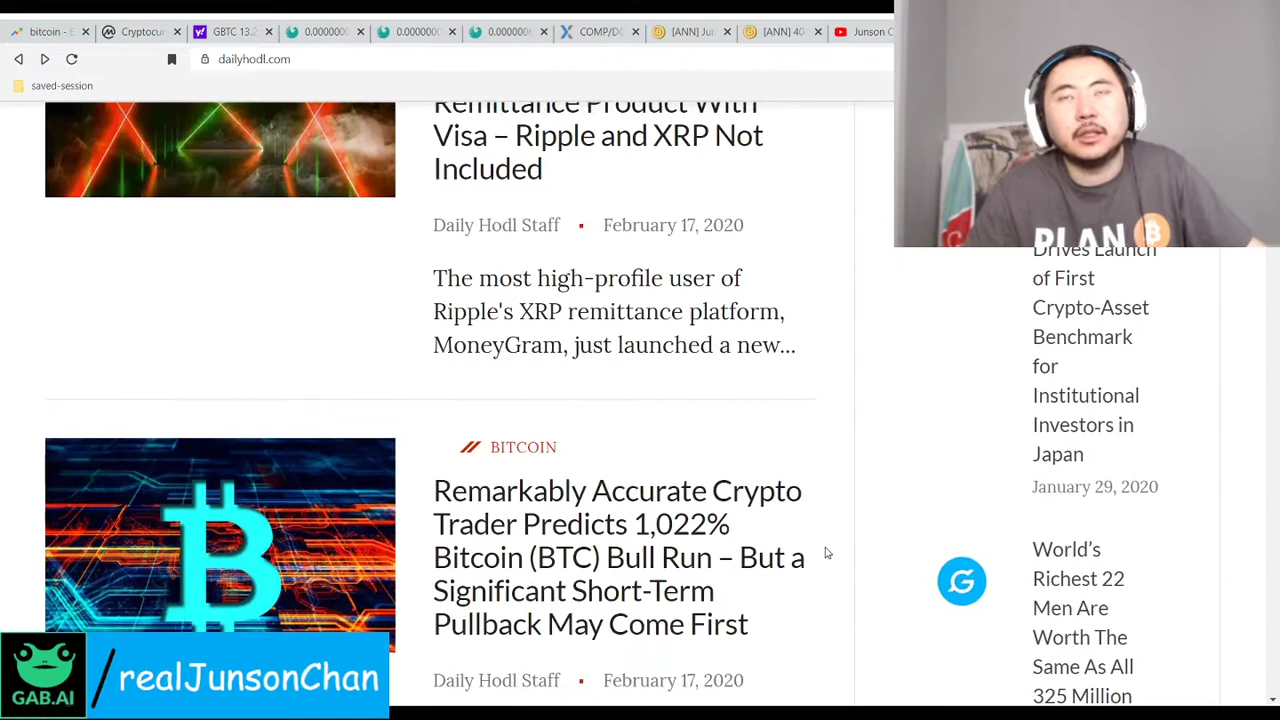 bitcoin - E
Cryptocur
GBTC 13.2
0.0000000
0.0000000
0.000000
COMP/DC
[ANN] Jun
[ANN] 40
Junson C
dailyhodl.com
saved-session
Remittance Product With
Visa – Ripple and XRP Not
Included
Daily Hodl Staff ▪ February 17, 2020
The most high-profile user of
Ripple's XRP remittance platform,
MoneyGram, just launched a new...
BITCOIN
Remarkably Accurate Crypto
Trader Predicts 1,022%
Bitcoin (BTC) Bull Run – But a
Significant Short-Term
Pullback May Come First
Daily Hodl Staff ▪ February 17, 2020
PLAN B
Drives Launch
of First
Crypto-Asset
Benchmark
for
Institutional
Investors in
Japan
January 29, 2020
World's
Richest 22
Men Are
Worth The
Same As All
325 Million
GAB.AI
/realJunsonChan